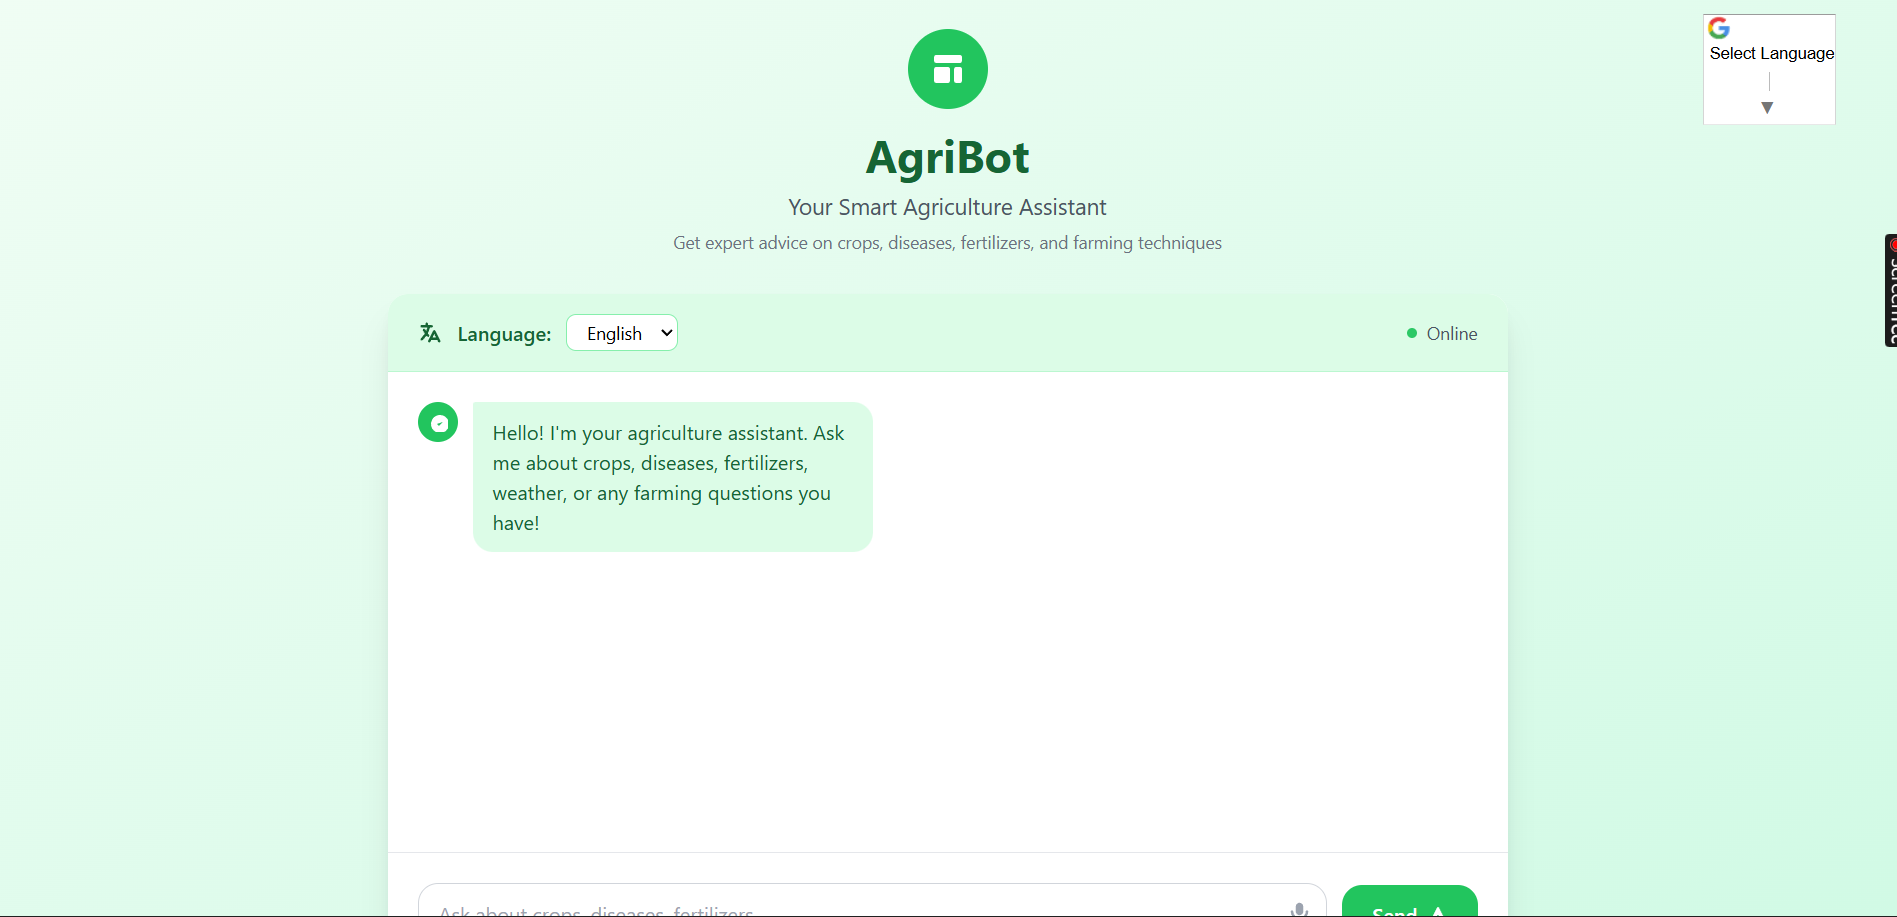 Select Language
▼
AgriBot
Your Smart Agriculture Assistant
Get expert advice on crops, diseases, fertilizers, and farming techniques
Language: English
Online
Hello! I'm your agriculture assistant. Ask
me about crops, diseases, fertilizers,
weather, or any farming questions you
have!
Ask about crops, diseases, fertilizers
Send